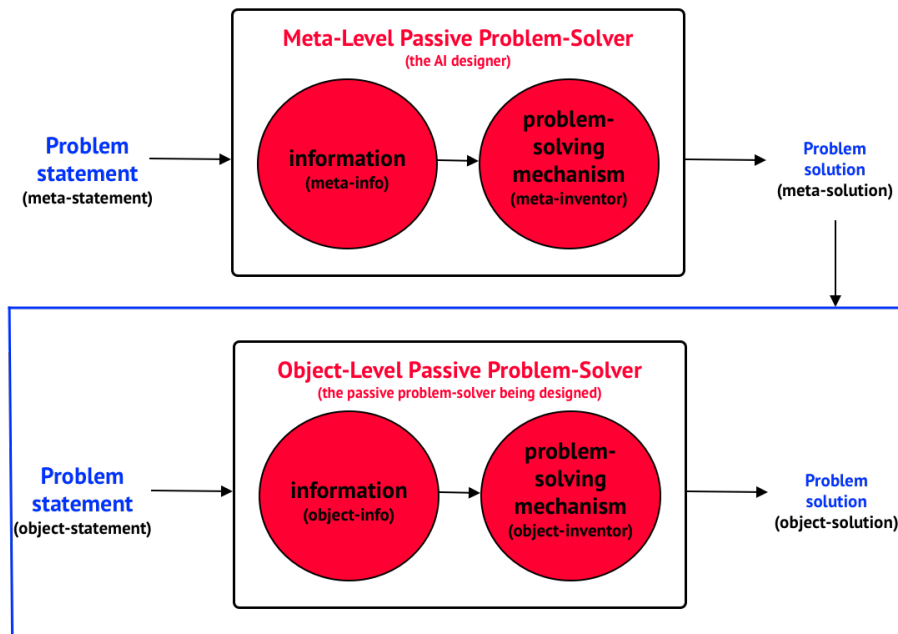 Meta-Level Passive Problem-Solver
(the AI designer)
Problem
statement
(meta-statement)
information
(meta-info)
problem-
solving
mechanism
(meta-inventor)
Problem
solution
(meta-solution)
Object-Level Passive Problem-Solver
(the passive problem-solver being designed)
Problem
statement
(object-statement)
information
(object-info)
problem-
solving
mechanism
(object-inventor)
Problem
solution
(object-solution)